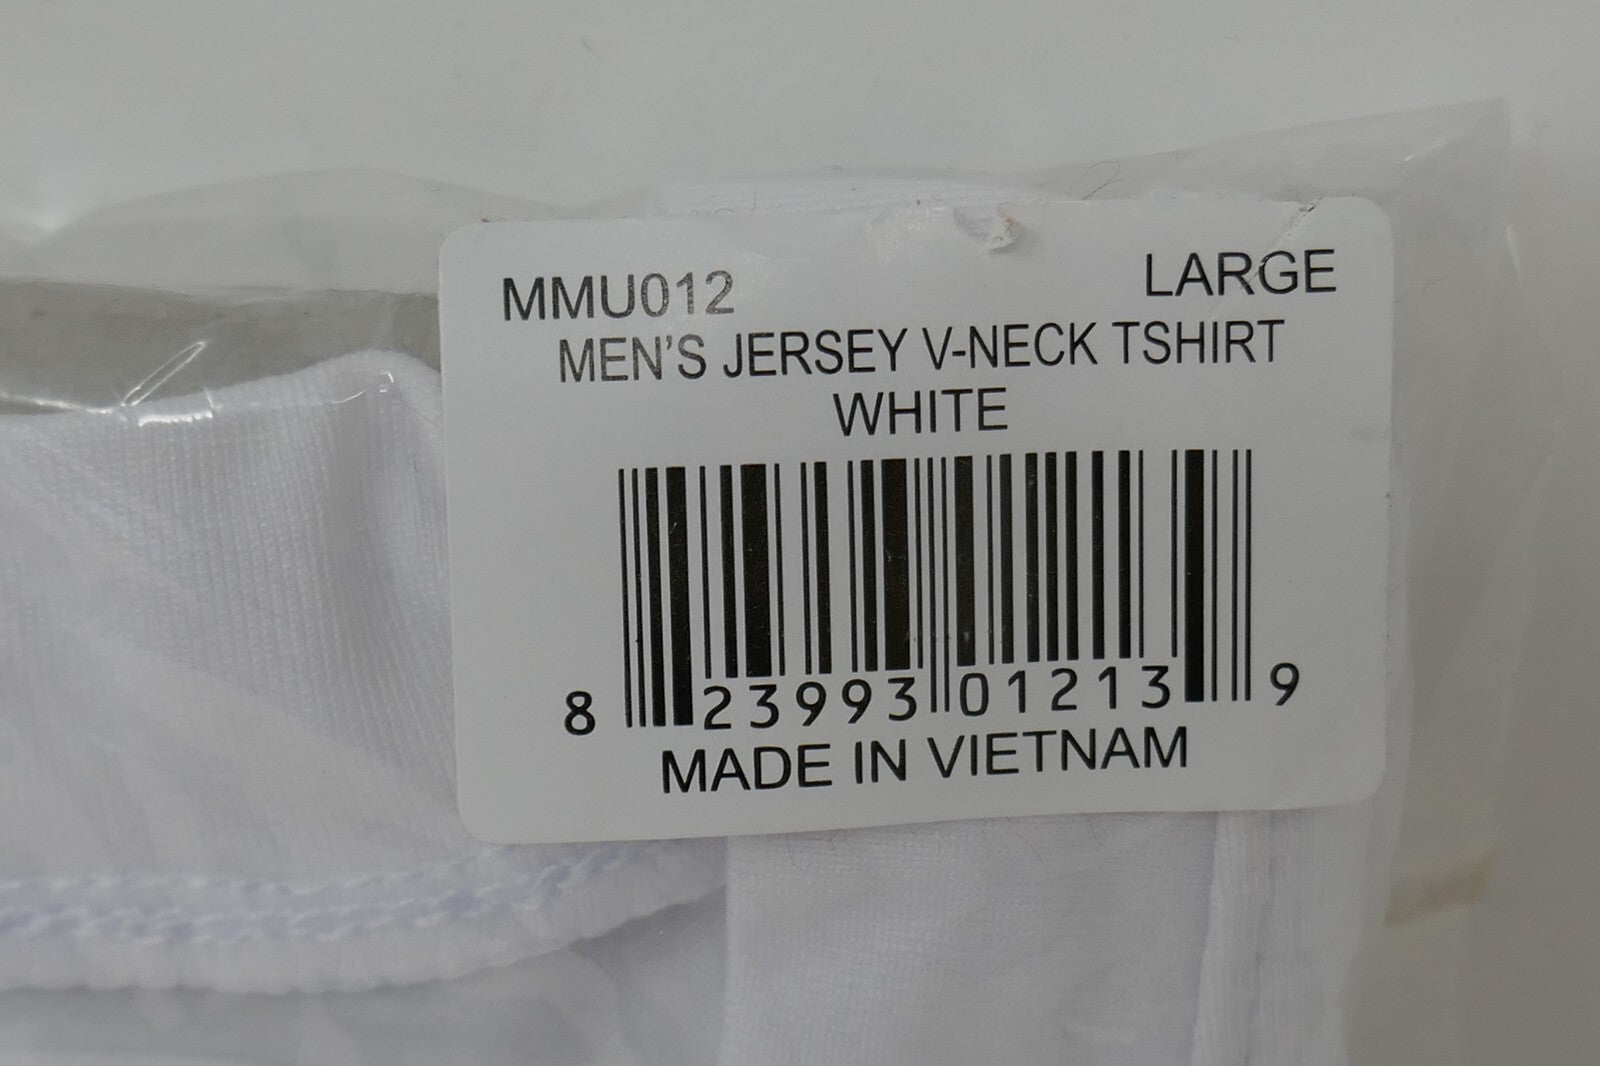 MMU012 LARGE
MEN'S JERSEY V-NECK TSHIRT
WHITE
8 23993 01213 9
MADE IN VIETNAM